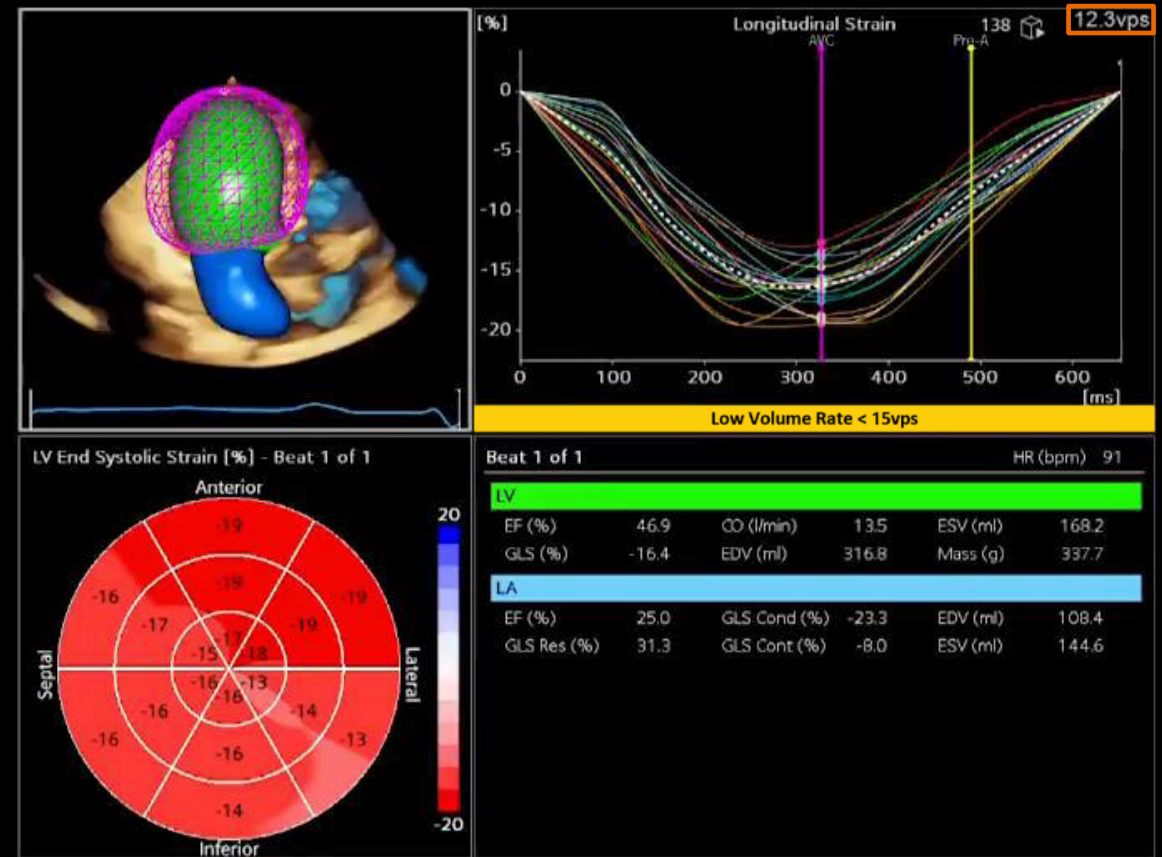 [%]
Longitudinal Strain
138
12.3vps
AVC
Pre-A
0
-5
-10
-15
-20
0 100 200 300 400 500 600
[ms]
Low Volume Rate < 15vps
LV End Systolic Strain [%] - Beat 1 of 1
Anterior
Septal
Lateral
Inferior
-19
-16 -19 -19
-17 -17 -19
-15 -18
-16 -13
-16 -16 -14
-16 -16 -13
-14
20
-20
Beat 1 of 1 HR (bpm) 91
LV
EF (%) 46.9 CO (l/min) 13.5 ESV (ml) 168.2
GLS (%) -16.4 EDV (ml) 316.8 Mass (g) 337.7
LA
EF (%) 25.0 GLS Cond (%) -23.3 EDV (ml) 108.4
GLS Res (%) 31.3 GLS Cont (%) -8.0 ESV (ml) 144.6